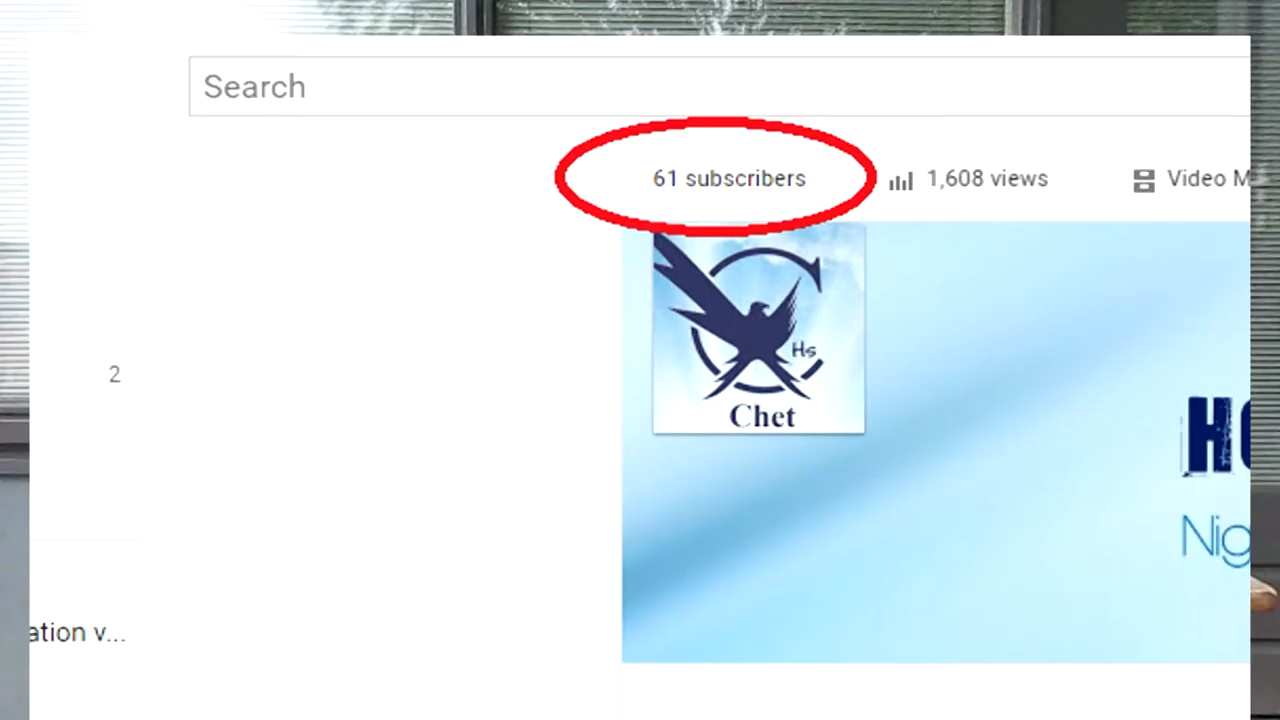 Search
61 subscribers
1,608 views
Video M
Hs
Chet
2
Nig
ation v...